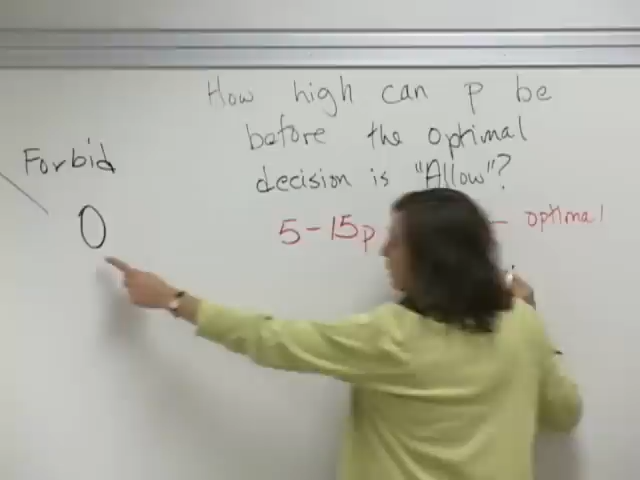 How high can p be
before the optimal
decision is "Allow"?
Forbid
0
5-15p - optimal